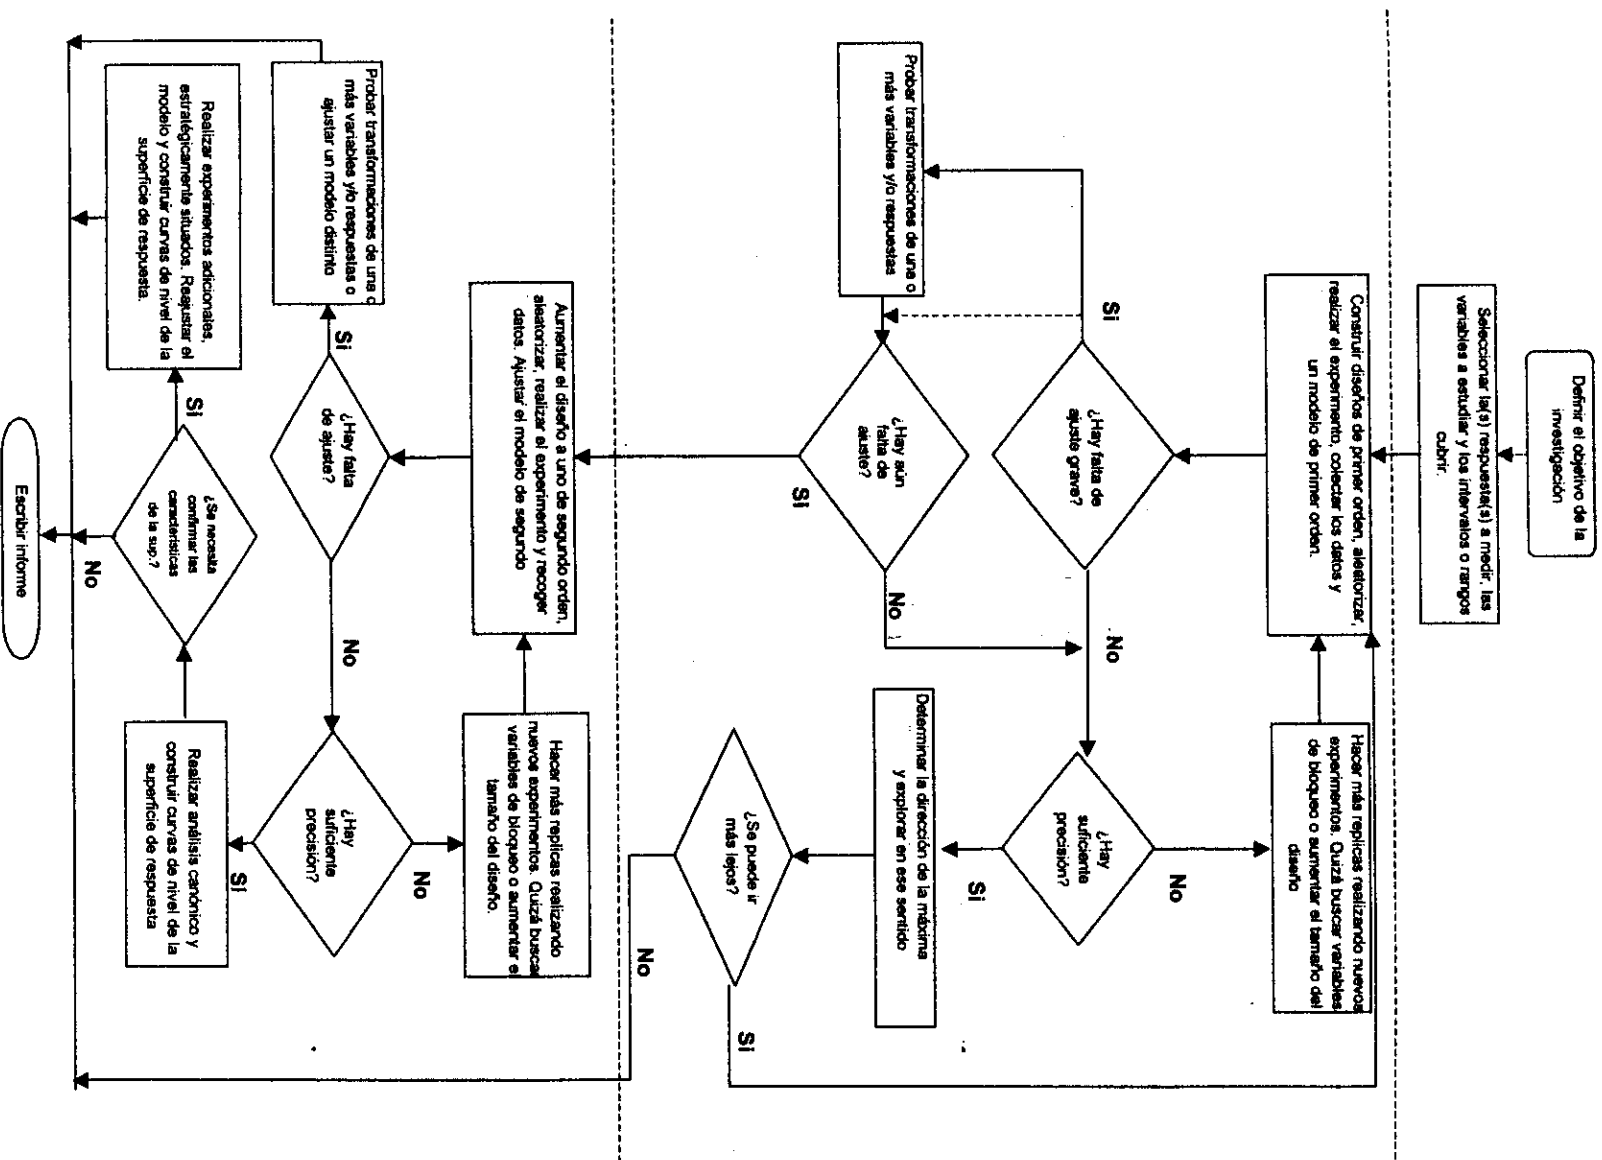 Definir el objetivo de la
investigación
Seleccionar la(s) respuesta(s) a medir, las
variables a estudiar y los intervalos o rangos
cubrir.
Construir diseños de primer orden, aleatorizar,
realizar el experimento, colectar los datos y
un modelo de primer orden.
Hacer más replicas realizando nuevos
experimentos. Quizá buscar variables
de bloqueo o aumentar el tamaño del
diseño
¿Hay falta de
ajuste grave?
Si
No
¿Hay
suficiente
precisión?
No
Si
Probar transformaciones de una o
más variables y/o respuestas
¿Hay aún
falta de
ajuste?
No
Si
Determinar la dirección de la máxima
y explorar en ese sentido
¿Se puede ir
más lejos?
Si
No
Aumentar el diseño a uno de segundo orden,
aleatorizar, realizar el experimento y recoger
datos. Ajustar el modelo de segundo
Hacer más replicas realizando
nuevos experimentos. Quizá buscar
variables de bloqueo o aumentar e
tamaño del diseño.
Probar transformaciones de una o
más variables y/o respuestas o
ajustar un modelo distinto
Si
¿Hay falta
de ajuste?
No
¿Hay
suficiente
precisión?
No
Si
Realizar experimentos adicionales,
estratégicamente situados. Reajustar el
modelo y construir curvas de nivel de la
superficie de respuesta.
Si
¿Se necesita
confirmar las
características
de la sup.?
No
Realizar análisis canónico y
construir curvas de nivel de la
superficie de respuesta
Escribir informe